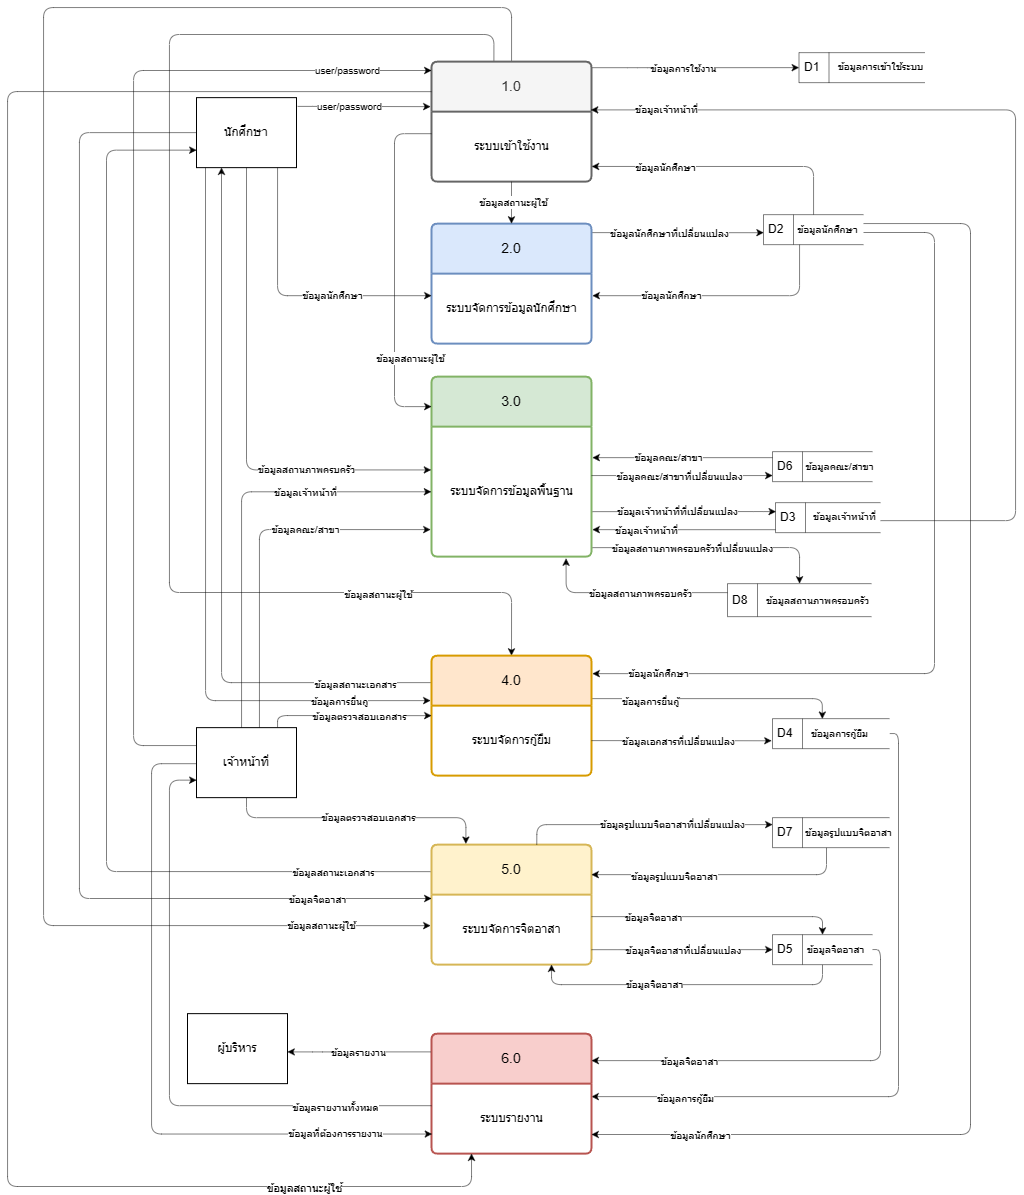 user/password
1.0
ข้อมูลการใช้งาน
D1
ข้อมูลการเข้าใช้ระบบ
user/password
ข้อมูลเจ้าหน้าที่
นักศึกษา
ระบบเข้าใช้งาน
ข้อมูลนักศึกษา
ข้อมูลสถานะผู้ใช้
ข้อมูลนักศึกษาที่เปลี่ยนแปลง
D2
ข้อมูลนักศึกษา
2.0
ข้อมูลนักศึกษา
ข้อมูลนักศึกษา
ระบบจัดการข้อมูลนักศึกษา
ข้อมูลสถานะผู้ใช้
3.0
ข้อมูลคณะ/สาขา
D6
ข้อมูลคณะ/สาขา
ข้อมูลสถานภาพครบครัว
ข้อมูลคณะ/สาขาที่เปลี่ยนแปลง
ข้อมูลเจ้าหน้าที่
ระบบจัดการข้อมูลพื้นฐาน
ข้อมูลเจ้าหน้าที่ที่เปลี่ยนแปลง
D3
ข้อมูลเจ้าหน้าที่
ข้อมูลคณะ/สาขา
ข้อมูลเจ้าหน้าที่
ข้อมูลสถานภาพครอบครัวที่เปลี่ยนแปลง
ข้อมูลสถานะผู้ใช้
ข้อมูลสถานภาพครอบครัว
D8
ข้อมูลสถานภาพครอบครัว
ข้อมูลนักศึกษา
4.0
ข้อมูลสถานะเอกสาร
ข้อมูลการยื่นกู้
ข้อมูลการยื่นกู้
ข้อมูลตรวจสอบเอกสาร
D4
ข้อมูลการกู้ยืม
ระบบจัดการกู้ยืม
ข้อมูลเอกสารที่เปลี่ยนแปลง
เจ้าหน้าที่
ข้อมูลตรวจสอบเอกสาร
ข้อมูลรูปแบบจิตอาสาที่เปลี่ยนแปลง
D7
ข้อมูลรูปแบบจิตอาสา
5.0
ข้อมูลสถานะเอกสาร
ข้อมูลรูปแบบจิตอาสา
ข้อมูลจิตอาสา
ข้อมูลจิตอาสา
ข้อมูลสถานะผู้ใช้
ระบบจัดการจิตอาสา
ข้อมูลจิตอาสาที่เปลี่ยนแปลง
D5
ข้อมูลจิตอาสา
ข้อมูลจิตอาสา
ผู้บริหาร
ข้อมูลรายงาน
6.0
ข้อมูลจิตอาสา
ข้อมูลรายงานทั้งหมด
ข้อมูลการกู้ยืม
ระบบรายงาน
ข้อมูลที่ต้องการรายงาน
ข้อมูลนักศึกษา
ข้อมูลสถานะผู้ใช้